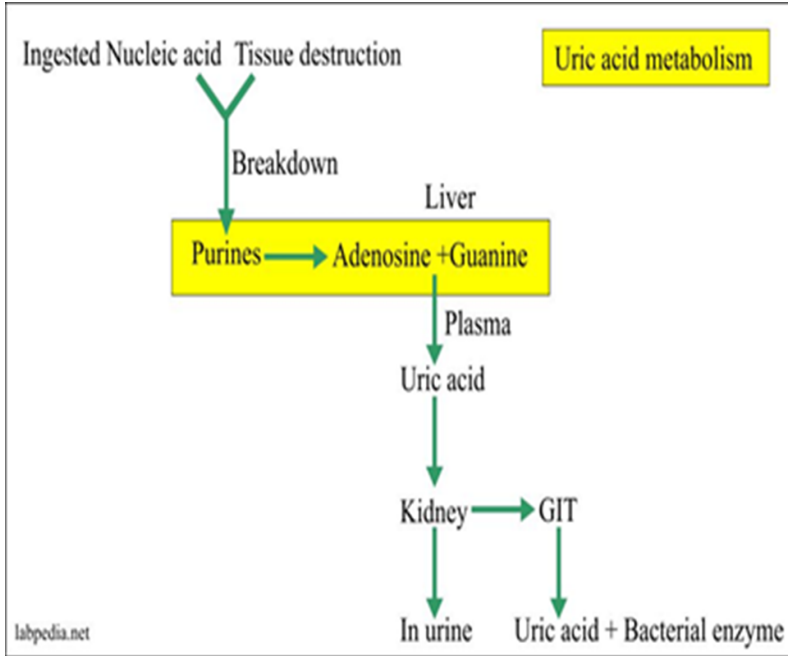 Ingested Nucleic acid Tissue destruction
Uric acid metabolism
Breakdown
Liver
Purines Adenosine +Guanine
Plasma
Uric acid
Kidney GIT
In urine Uric acid + Bacterial enzyme
labpedia.net